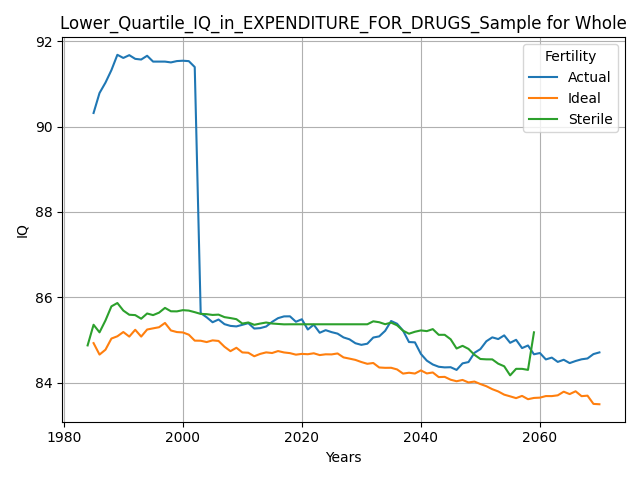 Lower_Quartile_IQ_in_EXPENDITURE_FOR_DRUGS_Sample for Whole
92
90
88
86
84
IQ
Fertility
Actual
Ideal
Sterile
1980
2000
2020
2040
2060
Years